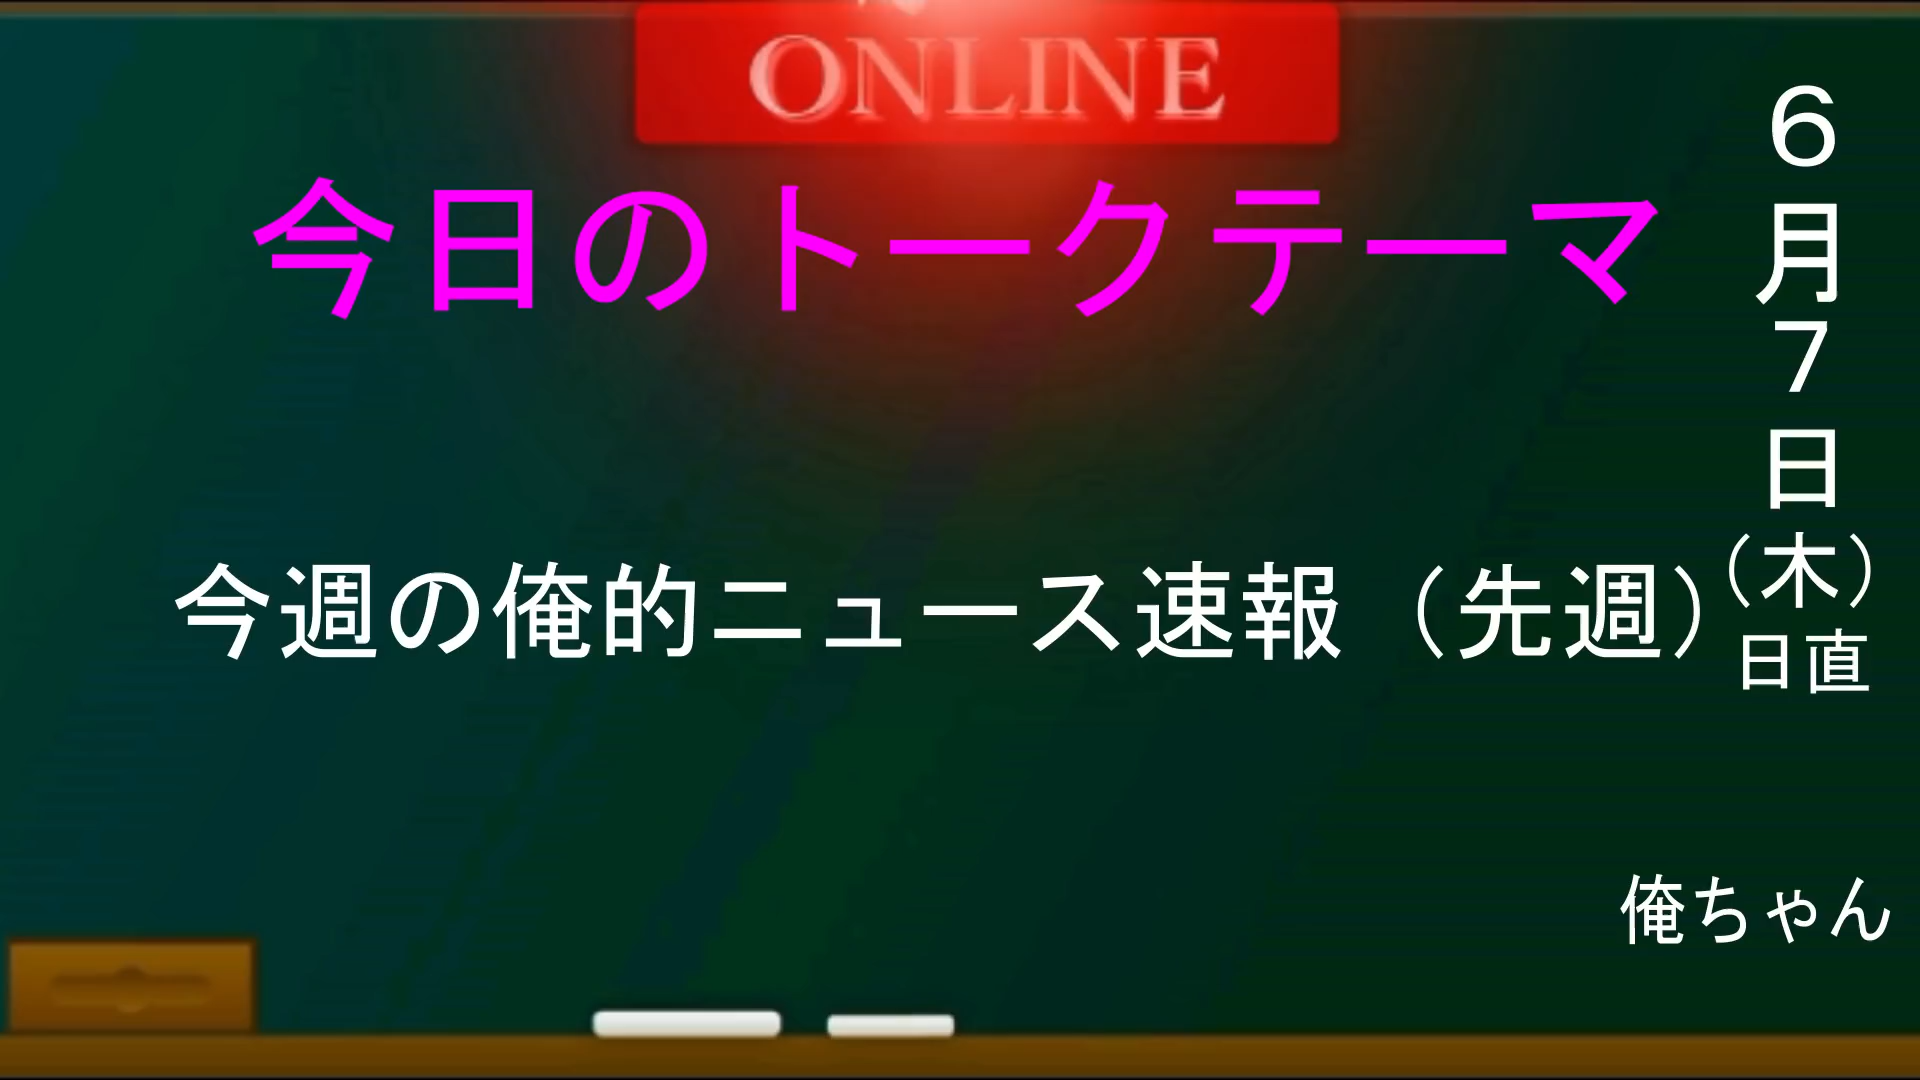 ONLINE
今日のトークテーマ
今週の俺的ニュース速報（先週）
６月７日
（木）
日直
俺ちゃん